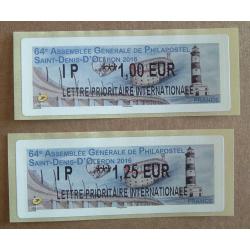 64e ASSEMBLÉE GÉNÉRALE DE PHILAPOSTEL
SAINT-DENIS-D'OLÉRON 2016
IP 1,00 EUR
LETTRE PRIORITAIRE INTERNATIONALE
FRANCE
64e ASSEMBLÉE GÉNÉRALE DE PHILAPOSTEL
SAINT-DENIS-D'OLÉRON 2016
IP 1,25 EUR
LETTRE PRIORITAIRE INTERNATIONALE
FRANCE